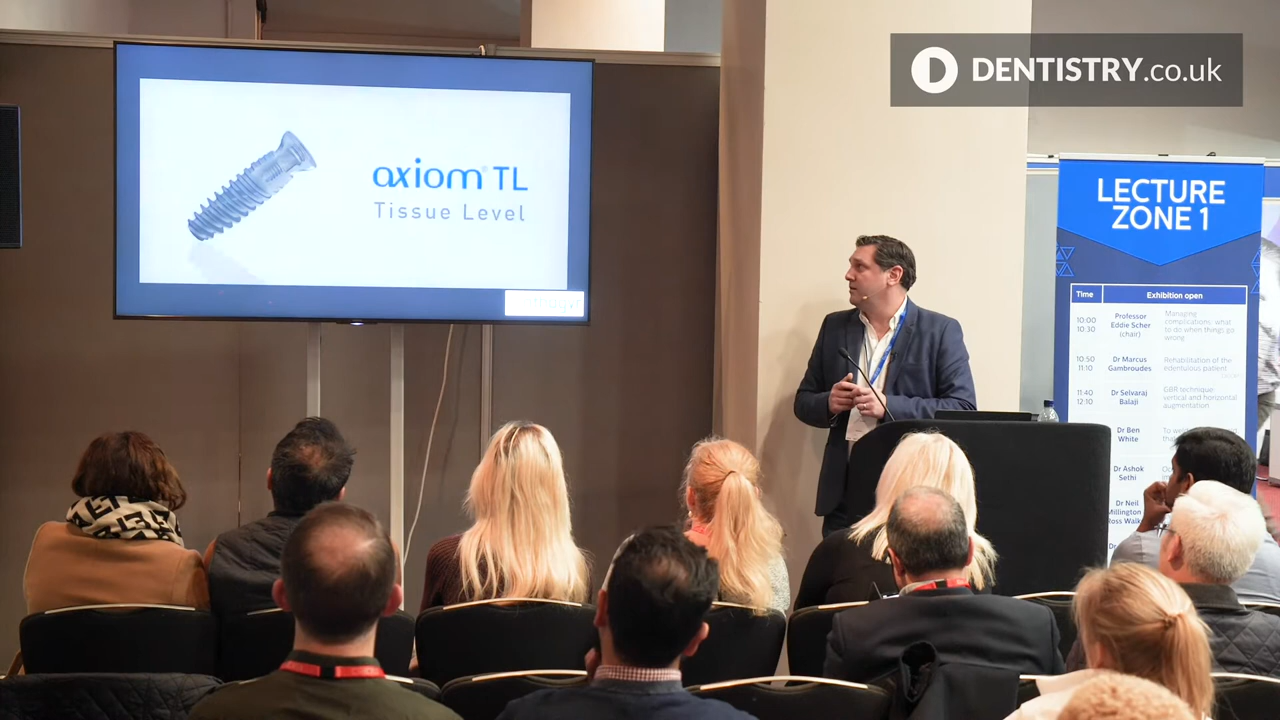 axiom® TL
Tissue Level
DENTISTRY.co.uk
LECTURE
ZONE 1
Time
Exhibition open
10:00
10:30
Professor
Eddie Scher
(chair)
Managing
complications: what
to do when things go
wrong
10:50
11:10
Dr Marcus
Gambroudes
Rehabilitation of the
edentulous patient
11:40
12:10
Dr Selvaraj
Balaji
GBR technique:
vertical and horizontal
augmentation
Dr Ben
White
Dr Ashok
Sethi
Dr Neil
Millington